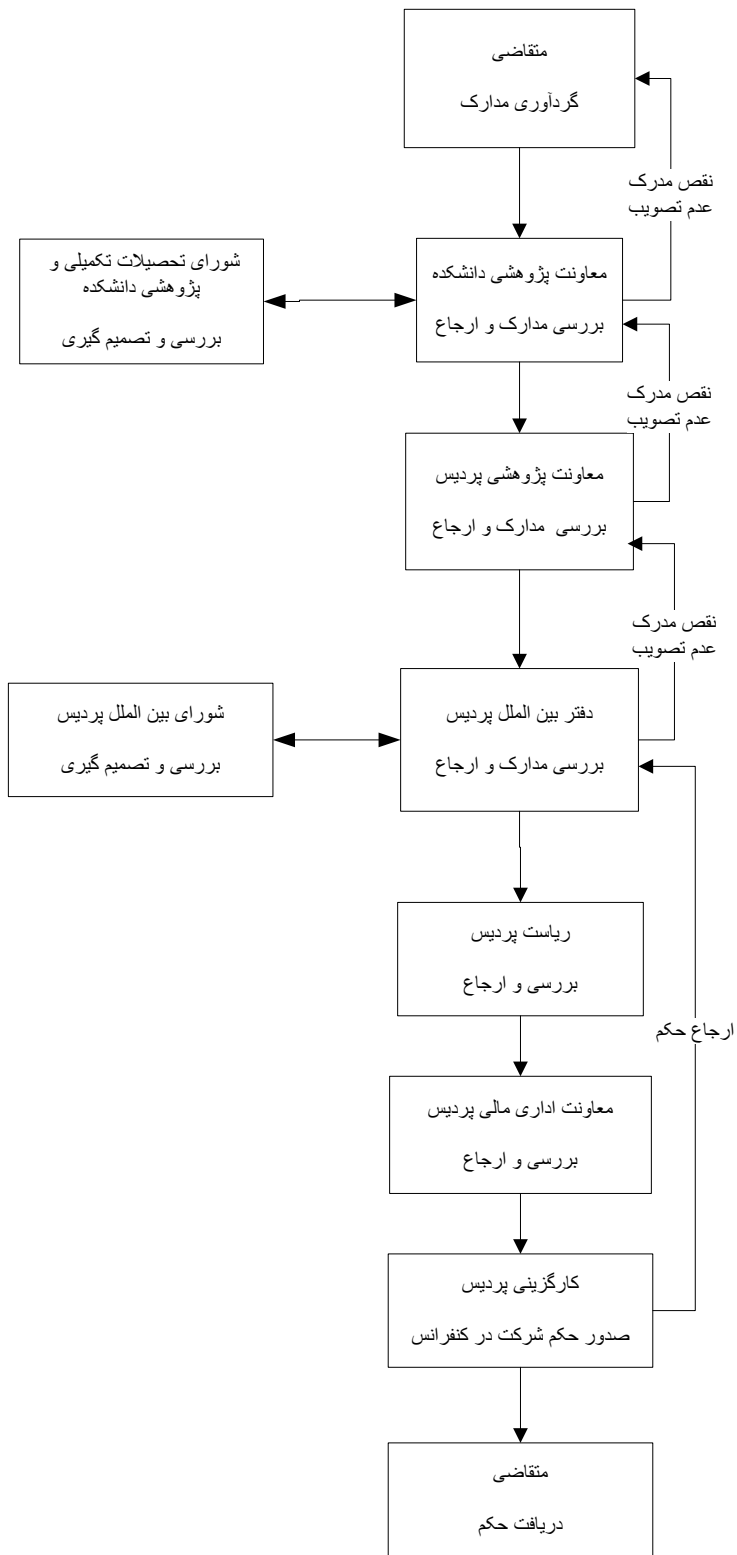 متقاضی
گردآوری مدارک
نقص مدرک
عدم تصویب
معاونت پژوهشی دانشکده
بررسی مدارک و ارجاع
شورای تحصیلات تکمیلی و
پژوهشی دانشکده
بررسی و تصمیم گیری
نقص مدرک
عدم تصویب
معاونت پژوهشی پردیس
بررسی مدارک و ارجاع
نقص مدرک
عدم تصویب
دفتر بین الملل پردیس
بررسی مدارک و ارجاع
شورای بین الملل پردیس
بررسی و تصمیم گیری
ریاست پردیس
بررسی و ارجاع
ارجاع حکم
معاونت اداری مالی پردیس
بررسی و ارجاع
کارگزینی پردیس
صدور حکم شرکت در کنفرانس
متقاضی
دریافت حکم